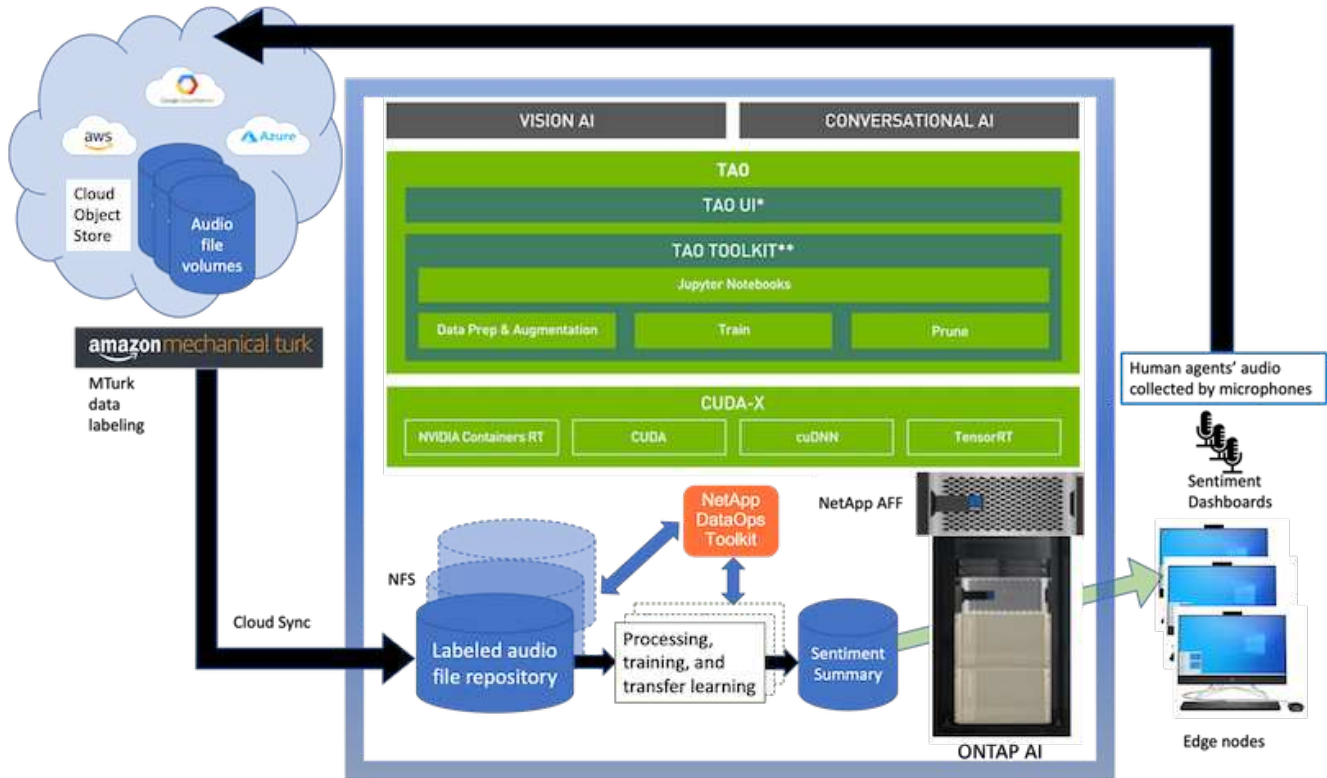 Google Cloud Platform
aws
Azure
Cloud
Object
Store
Audio
file
volumes
amazon mechanical turk
MTurk
data
labeling
Cloud Sync
VISION AI
CONVERSATIONAL AI
TAO
TAO UI*
TAO TOOLKIT**
Jupyter Notebooks
Data Prep & Augmentation
Train
Prune
CUDA-X
NVIDIA Containers RT
CUDA
cuDNN
TensorRT
NetApp
DataOps
Toolkit
NetApp AFF
NFS
Labeled audio
file repository
Processing,
training, and
transfer learning
Sentiment
Summary
ONTAP AI
Human agents’ audio
collected by microphones
Sentiment
Dashboards
Edge nodes